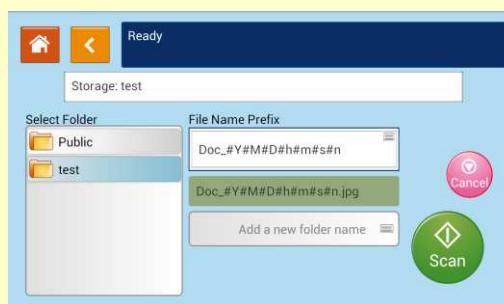 Ready
Storage: test
Select Folder
File Name Prefix
Public
test
Doc_#Y#M#D#h#m#s#n
Doc_#Y#M#D#h#m#s#n.jpg
Add a new folder name
Cancel
Scan